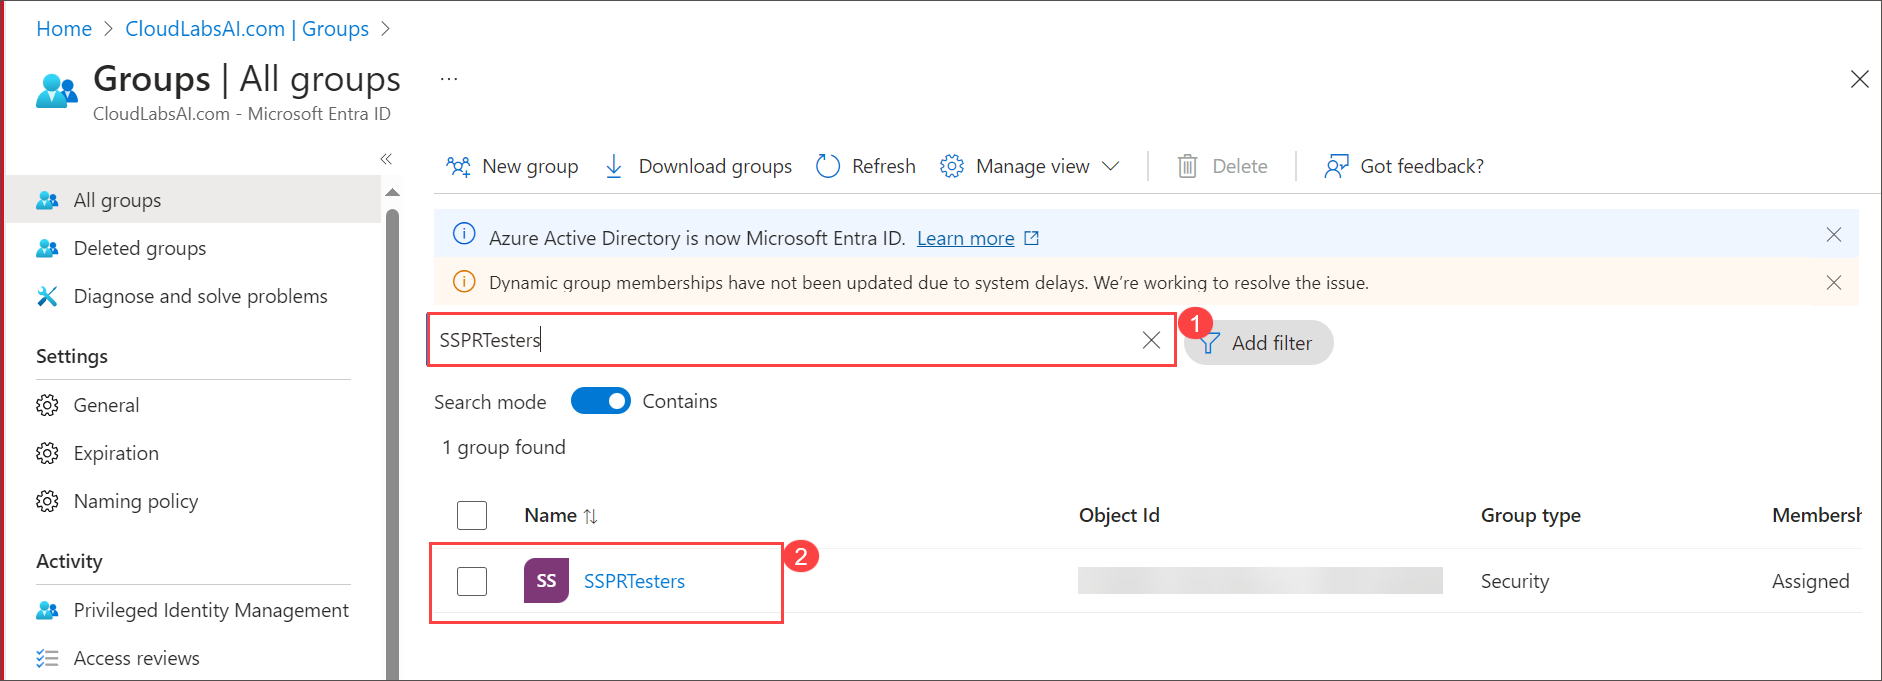 Home > CloudLabsAI.com | Groups >
Groups | All groups ...
CloudLabsAI.com - Microsoft Entra ID
«
All groups
Deleted groups
Diagnose and solve problems
Settings
General
Expiration
Naming policy
Activity
Privileged Identity Management
Access reviews
New group Download groups Refresh Manage view Delete Got feedback?
Azure Active Directory is now Microsoft Entra ID. Learn more
Dynamic group memberships have not been updated due to system delays. We’re working to resolve the issue.
SSPRTesters 1 Add filter
Search mode Contains
1 group found
Name Object Id Group type Membersh
SS SSPRTesters 2 Security Assigned